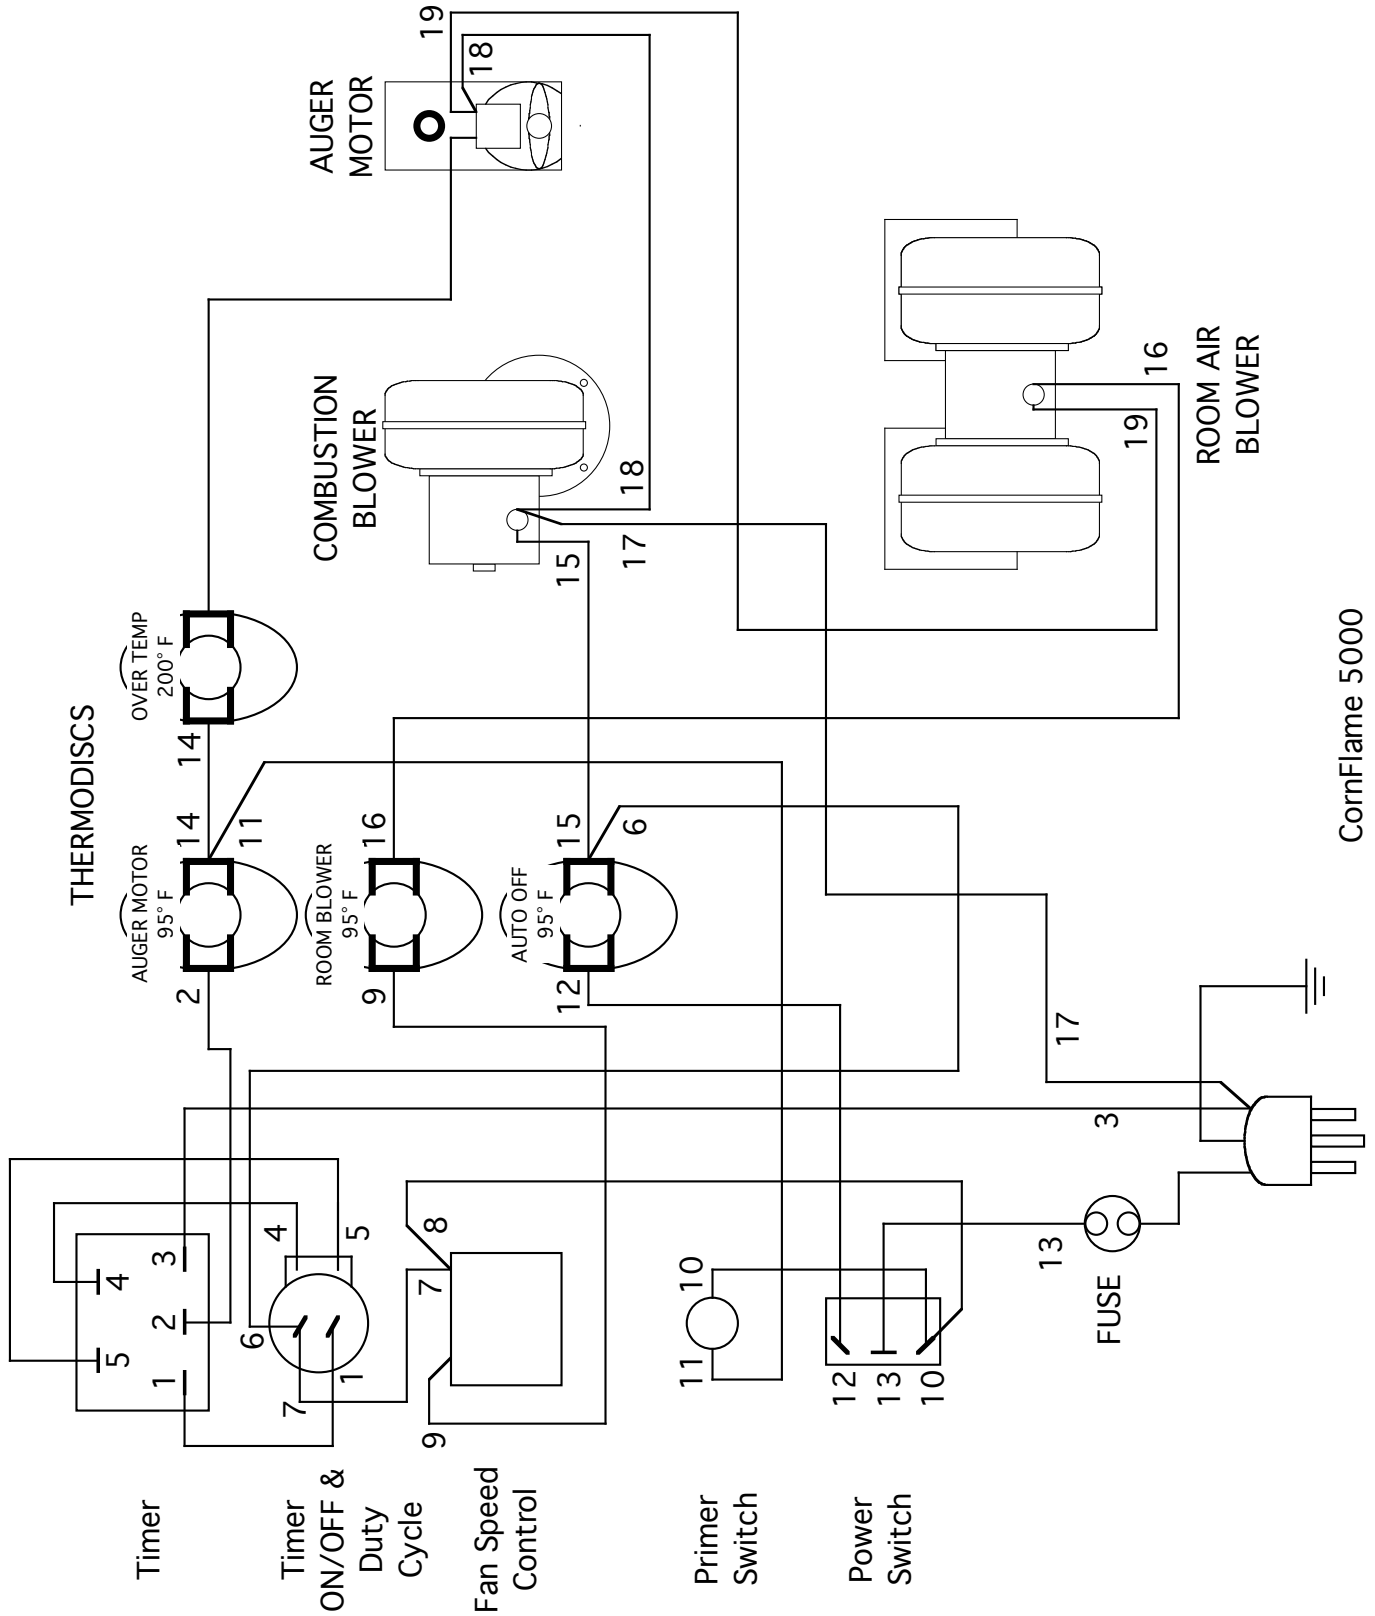 THERMODISCS
AUGER MOTOR
95° F
ROOM BLOWER
95° F
AUTO OFF
95° F
OVER TEMP
200° F
COMBUSTION
BLOWER
AUGER
MOTOR
ROOM AIR
BLOWER
Timer
Timer
ON/OFF &
Duty
Cycle
Fan Speed
Control
Primer
Switch
Power
Switch
FUSE
CornFlame 5000
5
4
1
2
3
4
5
6
7
1
7
8
9
11
10
12
13
10
13
3
17
2
14
11
14
9
16
12
15
6
15
17
18
18
19
19
16